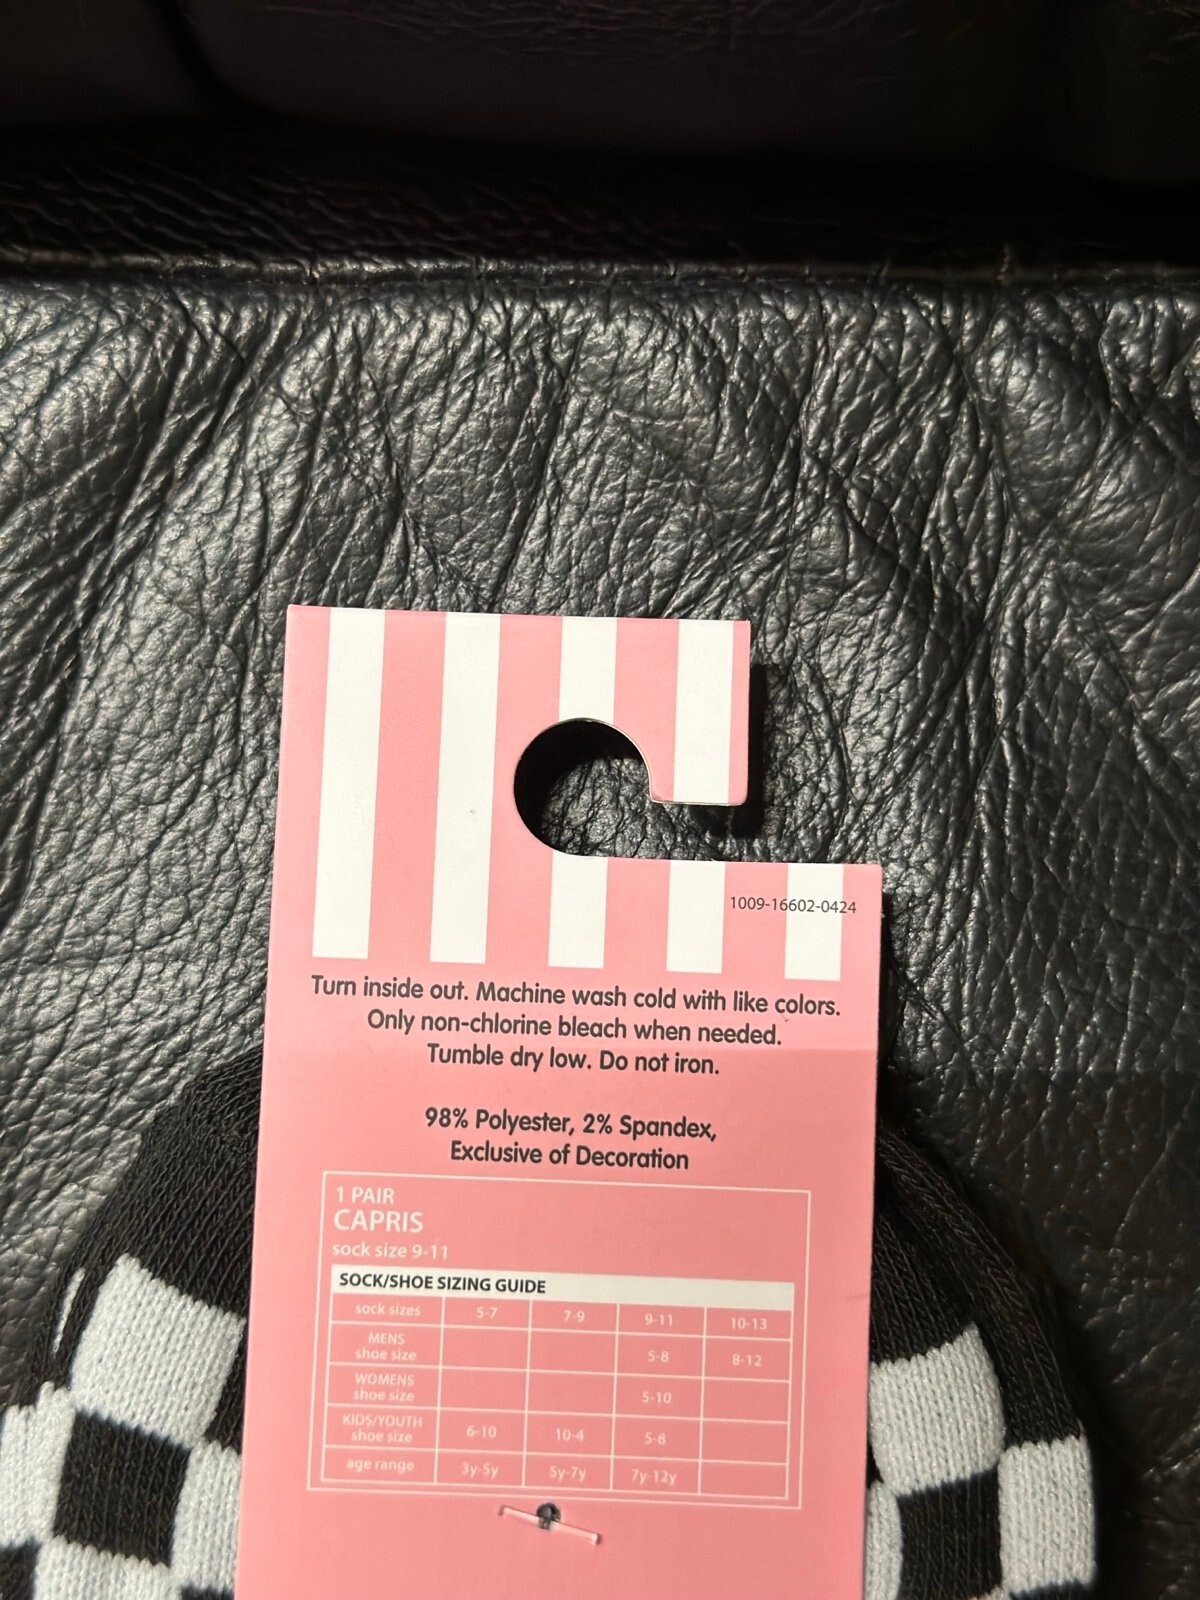 1009-16602-0424
Turn inside out. Machine wash cold with like colors.
Only non-chlorine bleach when needed.
Tumble dry low. Do not iron.
98% Polyester, 2% Spandex,
Exclusive of Decoration
1 PAIR
CAPRIS
sock size 9-11
SOCK/SHOE SIZING GUIDE
sock sizes 5-7 7-9 9-11 10-13
MENS
shoe size 5-8 8-12
WOMENS
shoe size 5-10
KIDS/YOUTH
shoe size 6-10 10-4 5-8
age range 3y-5y 5y-7y 7y-12y